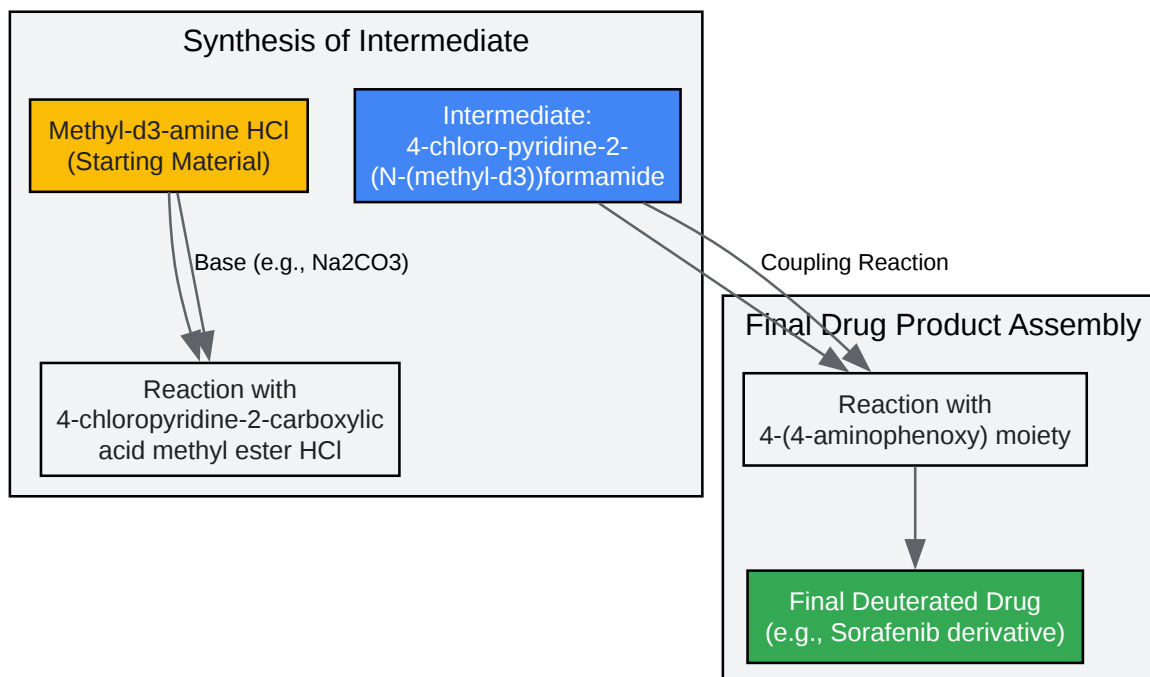 Synthesis of Intermediate
Methyl-d3-amine HCl
(Starting Material)
Intermediate:
4-chloro-pyridine-2-
(N-(methyl-d3))formamide
Base (e.g., Na2CO3)
Coupling Reaction
Reaction with
4-chloropyridine-2-carboxylic
acid methyl ester HCl
Final Drug Product Assembly
Reaction with
4-(4-aminophenoxy) moiety
Final Deuterated Drug
(e.g., Sorafenib derivative)